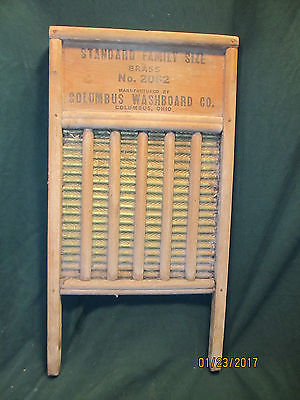 STANDARD FAMILY SIZE
BRASS
No. 2062
MANUFACTURED BY
COLUMBUS WASHBOARD CO.
COLUMBUS, OHIO
01/23/2017